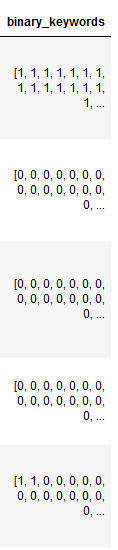 binary_keywords
[1, 1, 1, 1, 1, 1, 1,
1, 1, 1, 1, 1, 1, 1,
1, ...
[0, 0, 0, 0, 0, 0, 0,
0, 0, 0, 0, 0, 0, 0,
0, ...
[0, 0, 0, 0, 0, 0, 0,
0, 0, 0, 0, 0, 0, 0,
0, ...
[0, 0, 0, 0, 0, 0, 0,
0, 0, 0, 0, 0, 0, 0,
0, ...
[1, 1, 0, 0, 0, 0, 0,
0, 0, 0, 0, 0, 0, 0,
0, ...